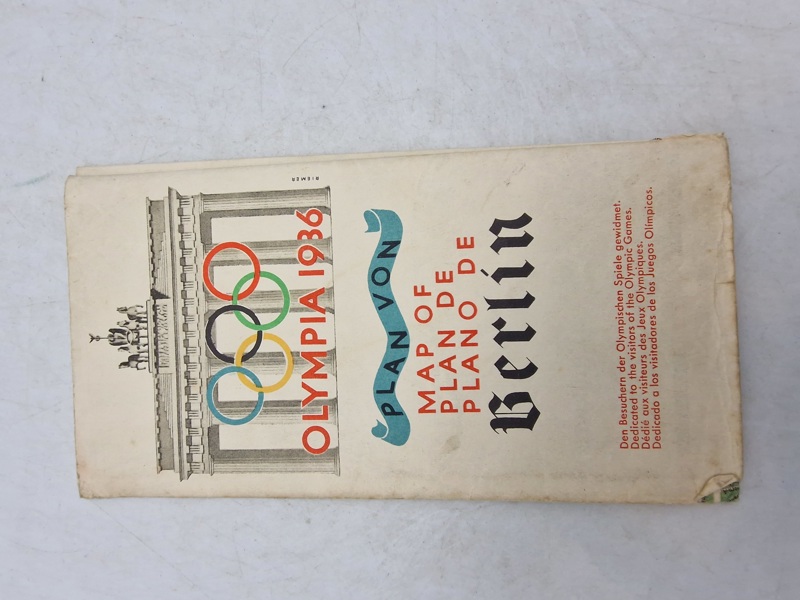 RIEMER
OLYMPIA 1936
PLAN VON
MAP OF
PLAN DE
PLANO DE
Berlin
Den Besuchern der Olympischen Spiele gewidmet.
Dedicated to the visitors of the Olympic Games.
Dédié aux visiteurs des Jeux Olympiques.
Dedicado a los visitadores de los Juegos Olímpicos.